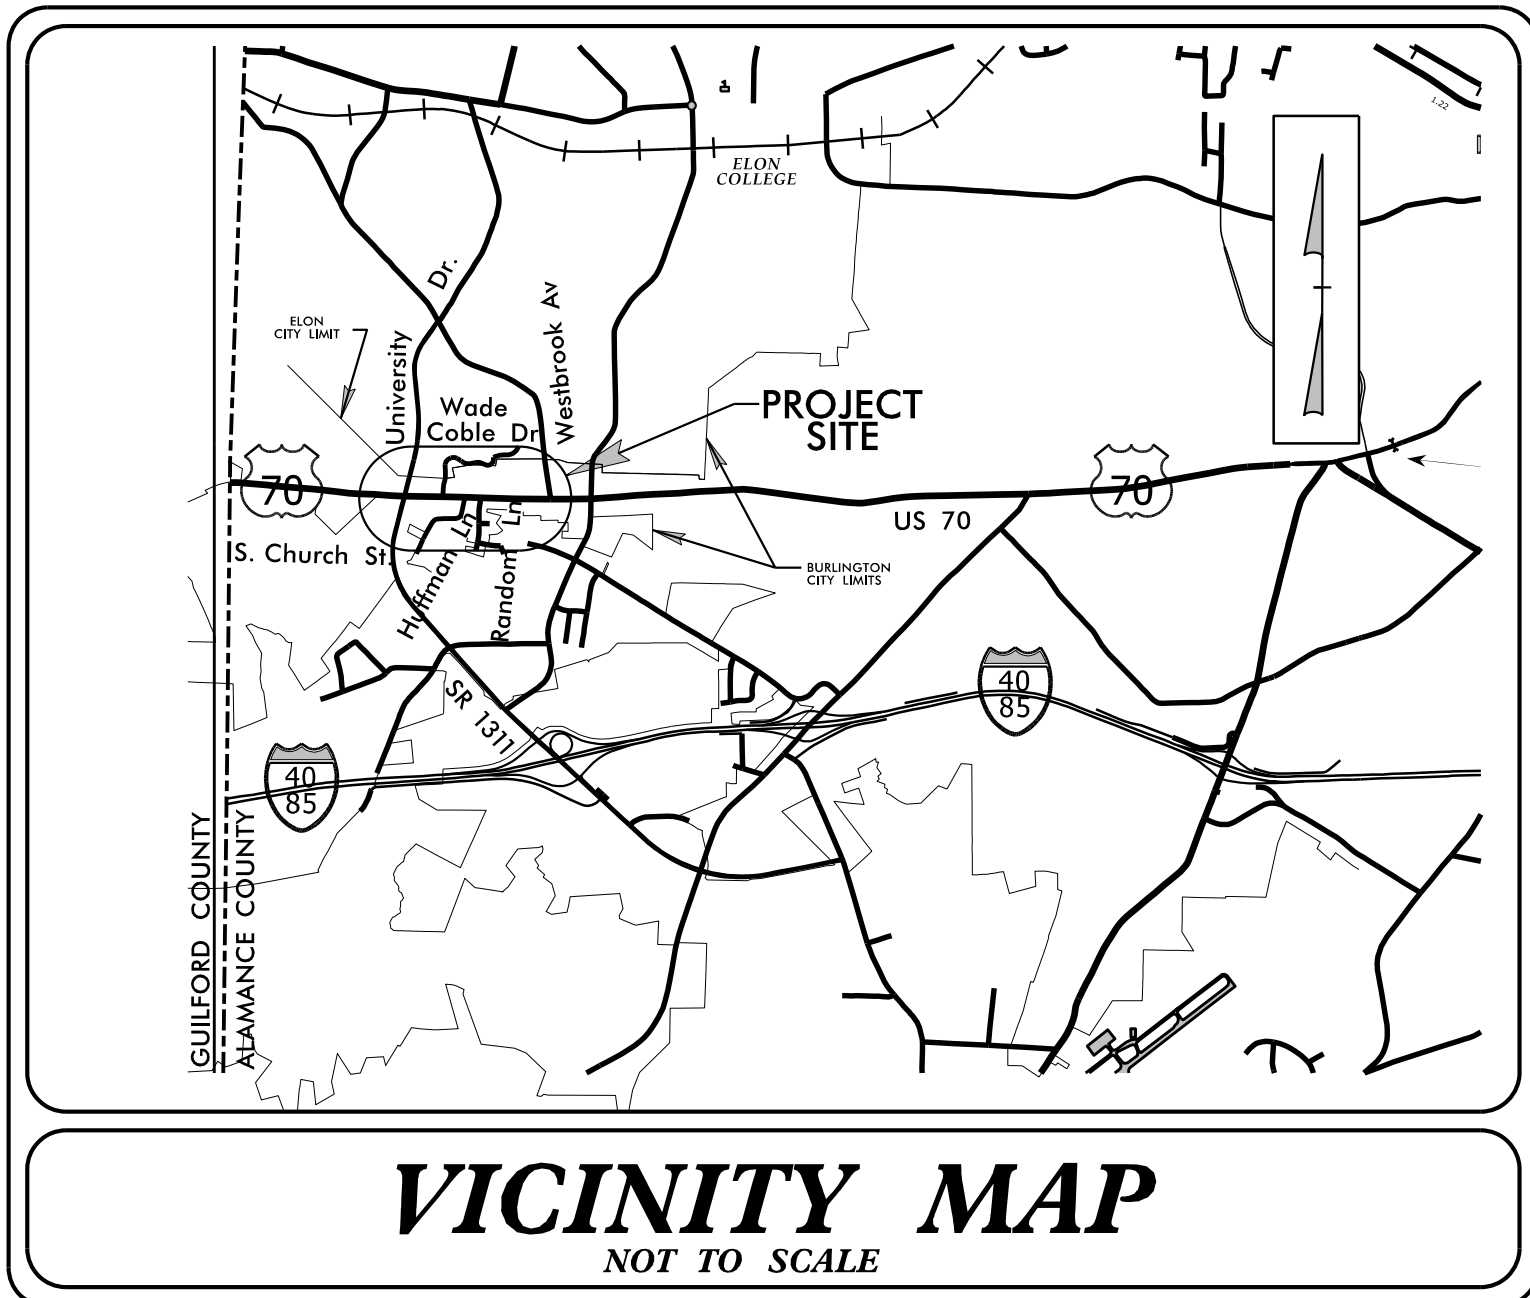 1.22
ELON
COLLEGE
Dr.
Westbrook Av
ELON
CITY LIMIT
University
Wade
Coble Dr
PROJECT
SITE
70
70
US 70
S. Church St.
Huffman Ln
Random Ln
BURLINGTON
CITY LIMITS
40
85
SR 1311
40
85
GUILFORD COUNTY
ALAMANCE COUNTY
VICINITY MAP
NOT TO SCALE